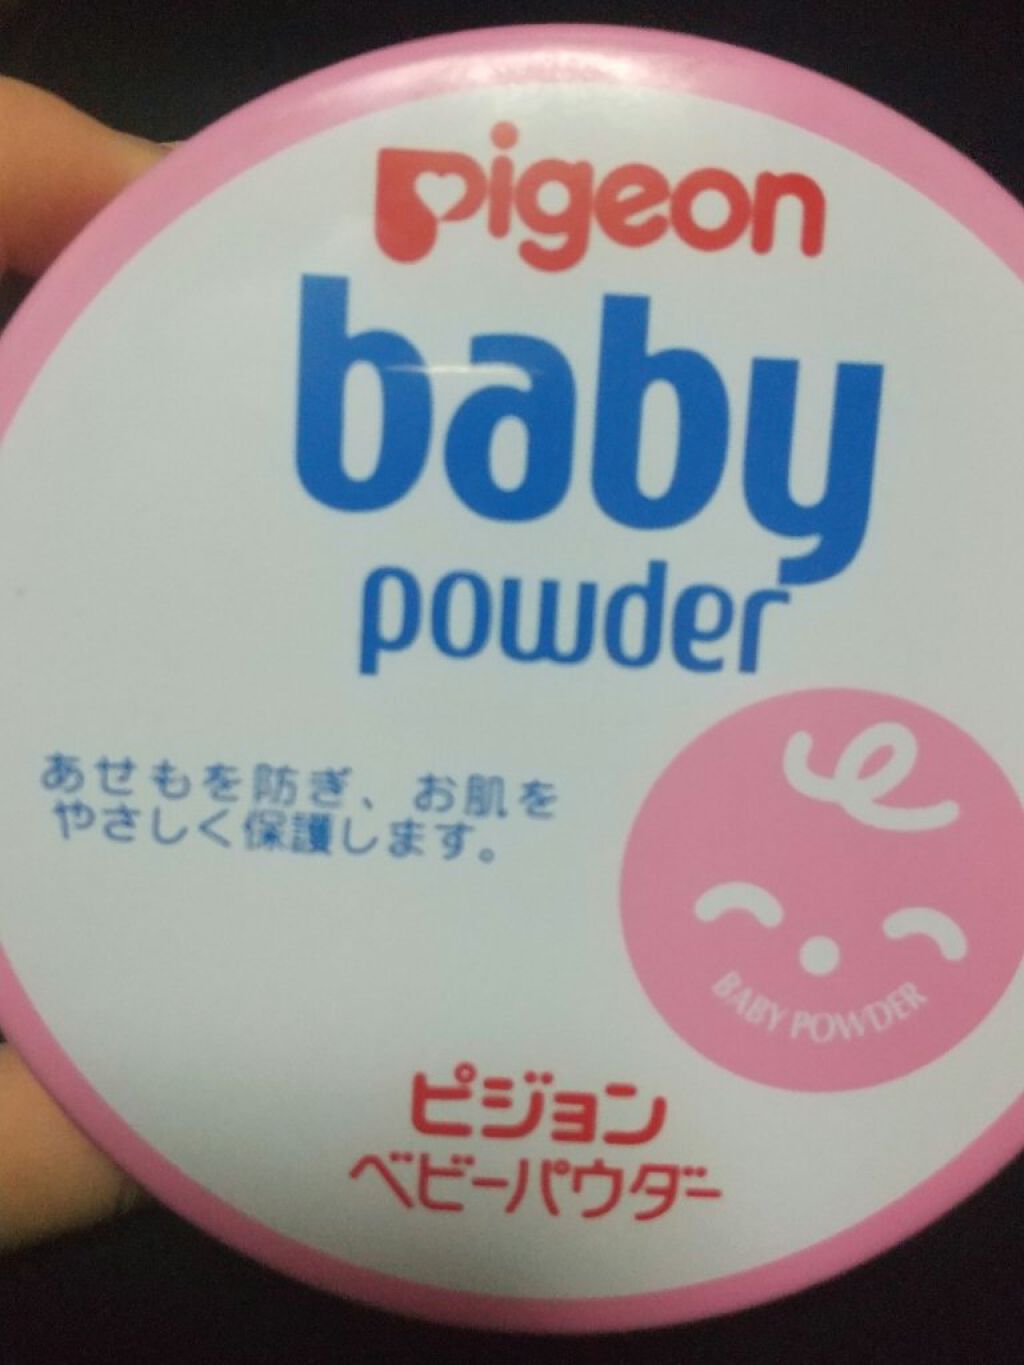 Pigeon
baby
powder
あせもを防ぎ、お肌を
やさしく保護します。
BABY POWDER
ピジョン
ベビーパウダー